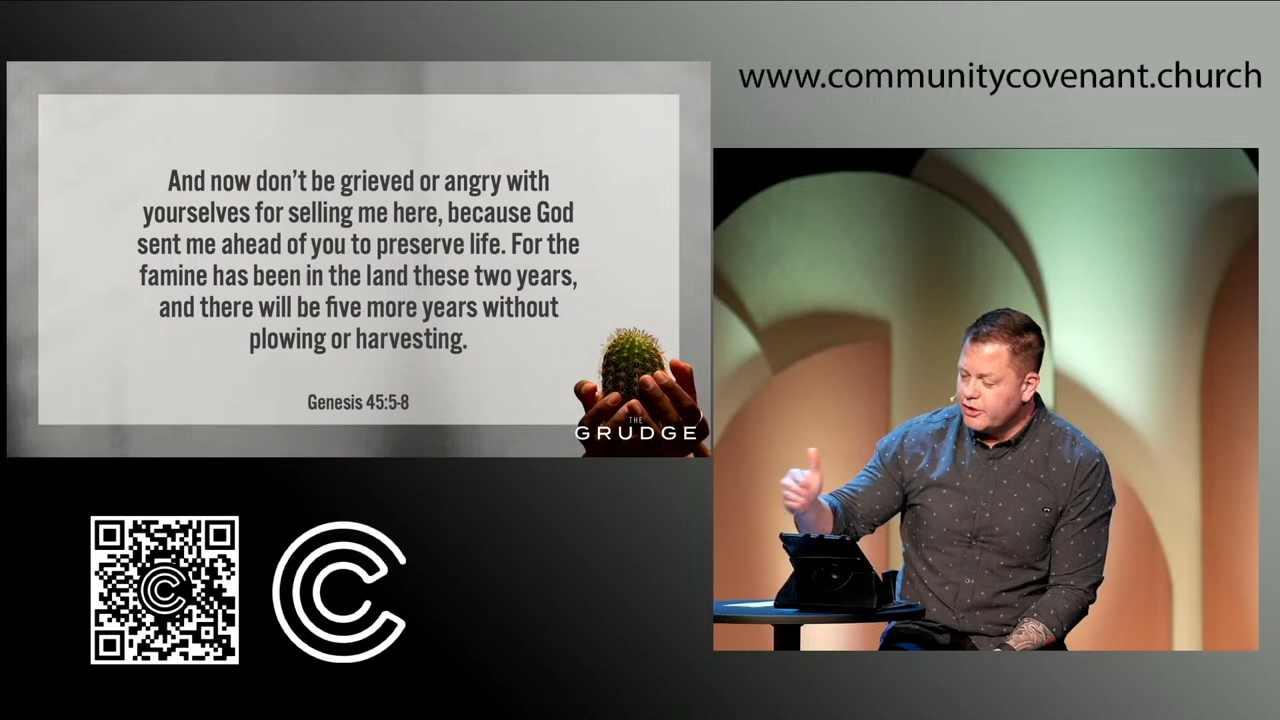 www.communitycovenant.church
And now don't be grieved or angry with
yourselves for selling me here, because God
sent me ahead of you to preserve life. For the
famine has been in the land these two years,
and there will be five more years without
plowing or harvesting.
Genesis 45:5-8
THE
GRUDGE